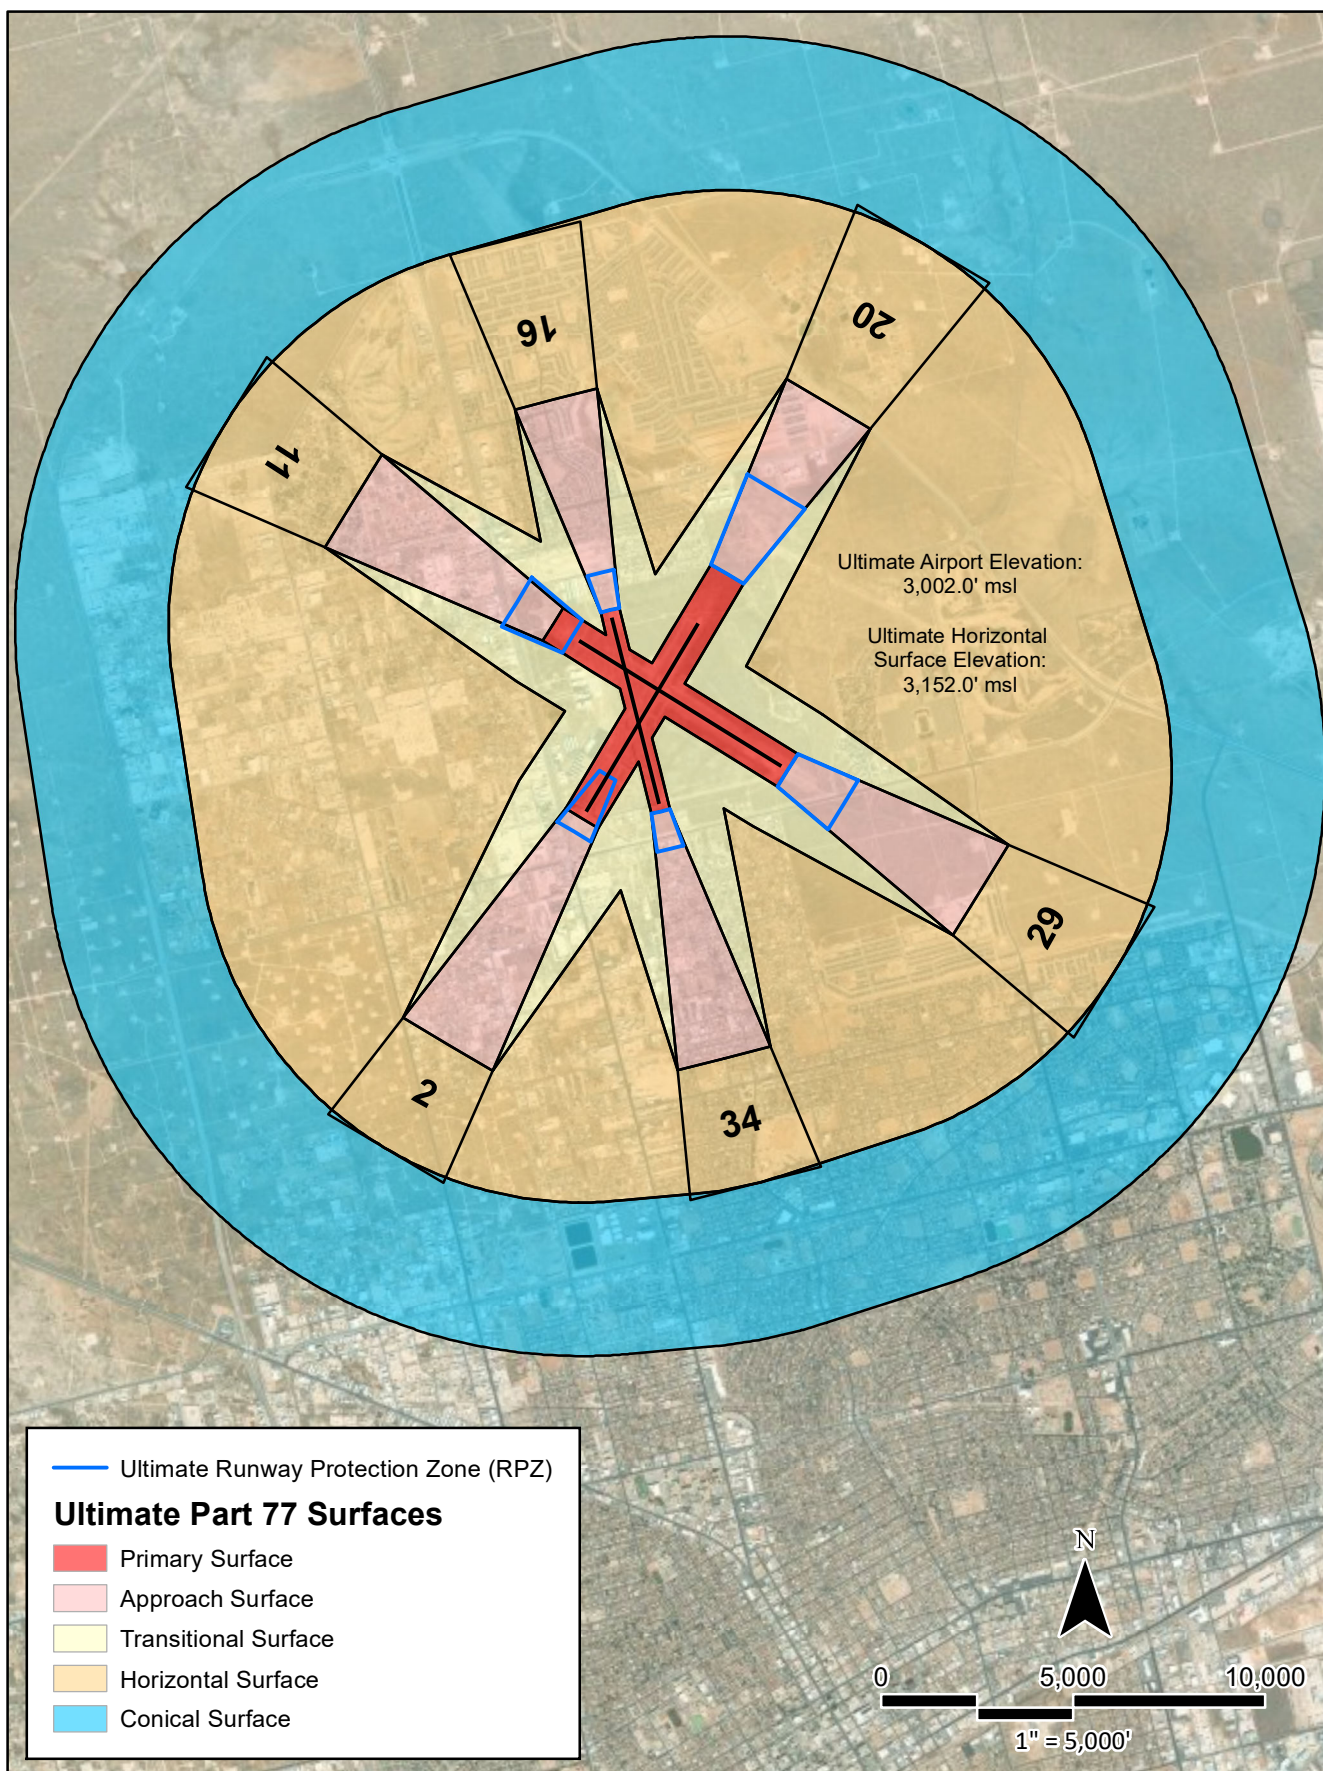 16
20
11
Ultimate Airport Elevation:
3,002.0' msl
Ultimate Horizontal
Surface Elevation:
3,152.0' msl
29
2
34
Ultimate Runway Protection Zone (RPZ)
Ultimate Part 77 Surfaces
Primary Surface
Approach Surface
Transitional Surface
Horizontal Surface
Conical Surface
N
0 5,000 10,000
1" = 5,000'